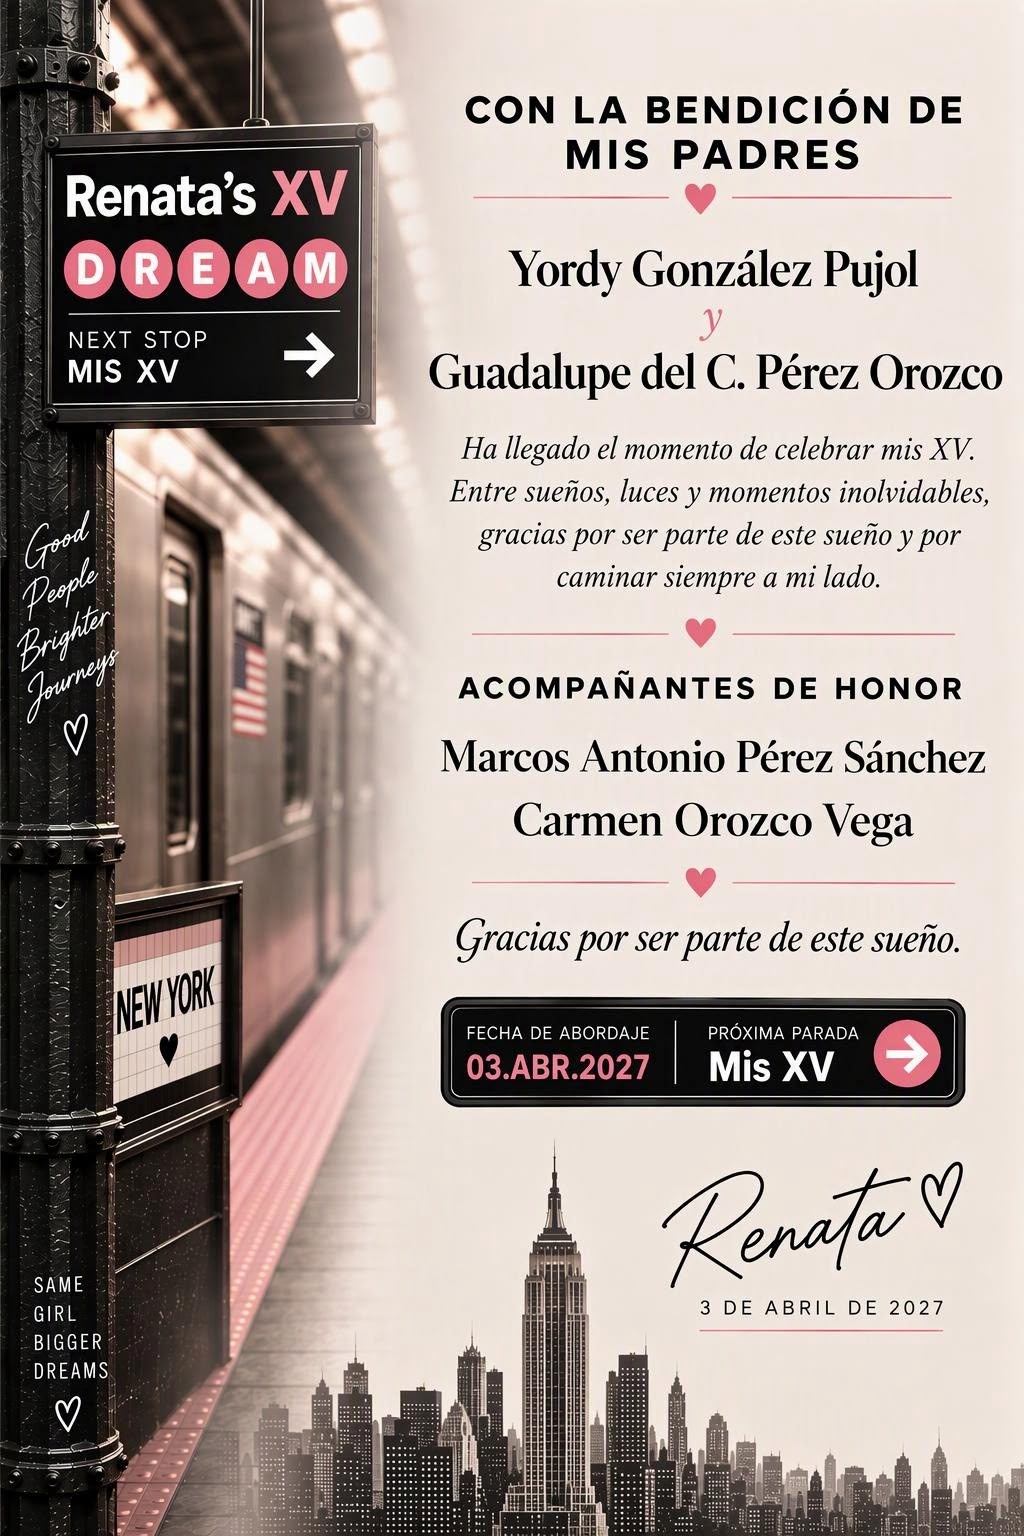 Renata's XV
DREAM
NEXT STOP
MIS XV
Good
People
Brighter
Journeys
NEW YORK
SAME
GIRL
BIGGER
DREAMS
CON LA BENDICIÓN DE
MIS PADRES
Yordy González Pujol
y
Guadalupe del C. Pérez Orozco
Ha llegado el momento de celebrar mis XV.
Entre sueños, luces y momentos inolvidables,
gracias por ser parte de este sueño y por
caminar siempre a mi lado.
ACOMPAÑANTES DE HONOR
Marcos Antonio Pérez Sánchez
Carmen Orozco Vega
Gracias por ser parte de este sueño.
FECHA DE ABORDAJE
03.ABR.2027
PRÓXIMA PARADA
Mis XV
Renata
3 DE ABRIL DE 2027